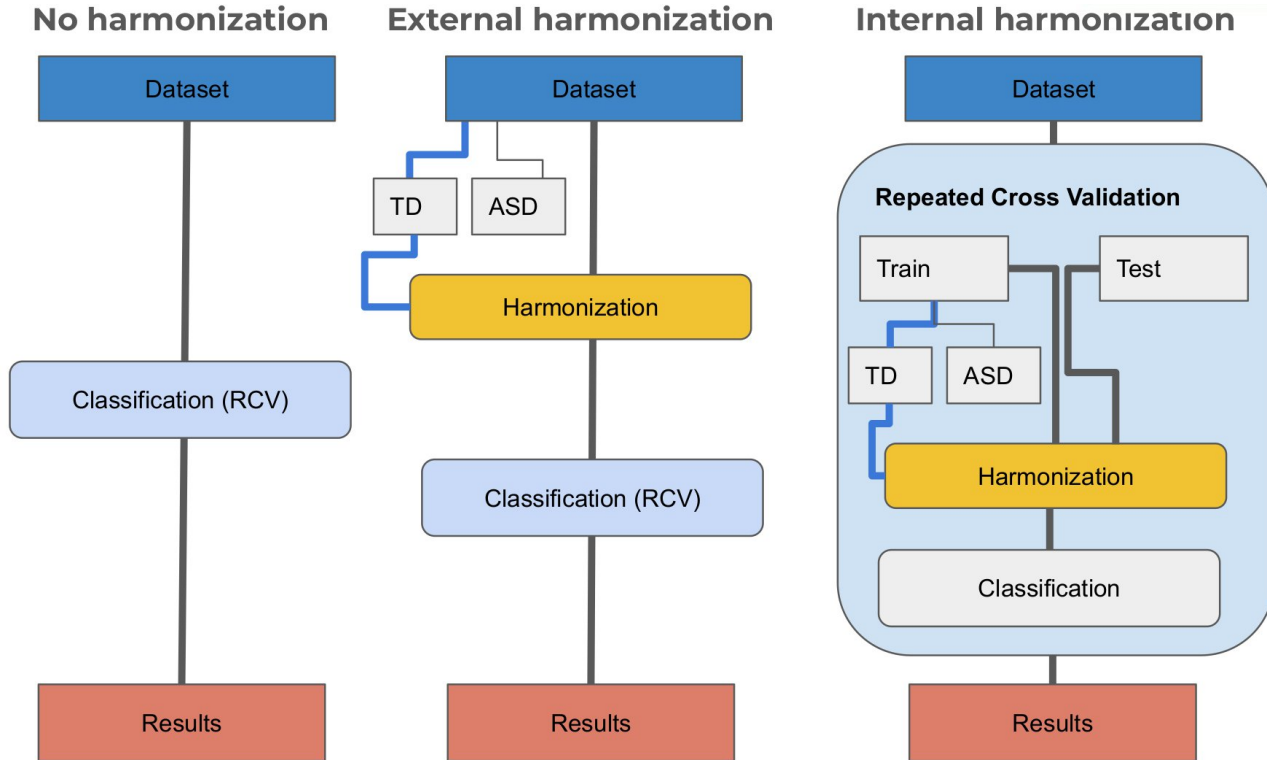 No harmonization
External harmonization
Internal harmonization
Dataset
Dataset
Dataset
TD
ASD
Repeated Cross Validation
Train
Test
Harmonization
TD
ASD
Classification (RCV)
Harmonization
Classification (RCV)
Classification
Results
Results
Results